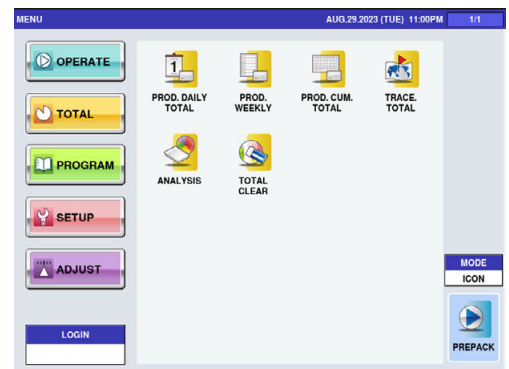 MENU
AUG.29.2023 (TUE) 11:00PM
1/1
OPERATE
TOTAL
PROGRAM
SETUP
ADJUST
LOGIN
1
PROD. DAILY
TOTAL
PROD.
WEEKLY
PROD. CUM.
TOTAL
TRACE.
TOTAL
ANALYSIS
TOTAL
CLEAR
MODE
ICON
PREPACK